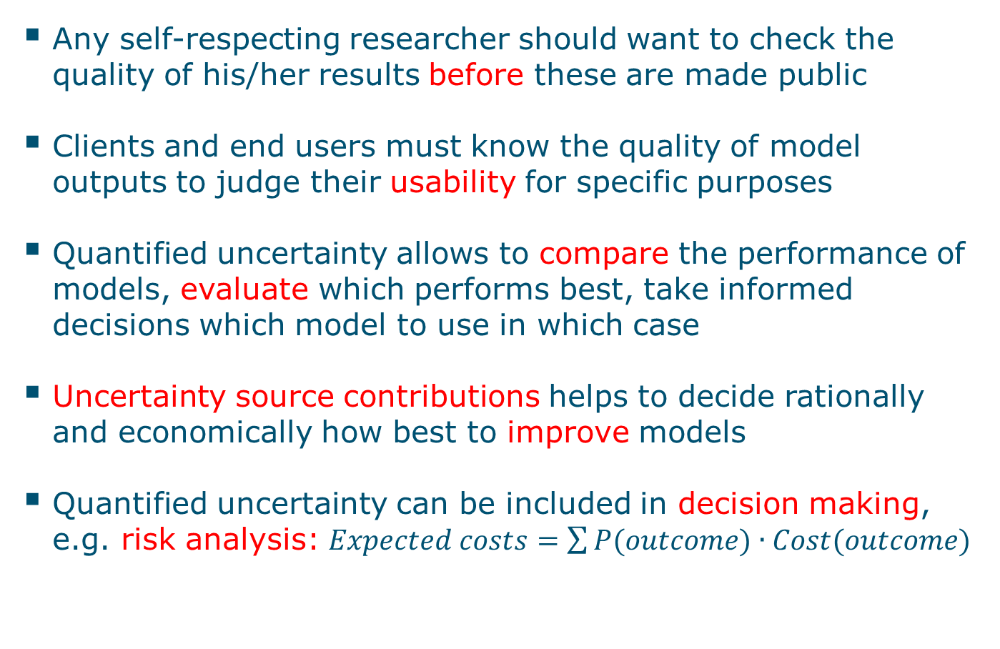 ▪ Any self-respecting researcher should want to check the
quality of his/her results before these are made public
▪ Clients and end users must know the quality of model
outputs to judge their usability for specific purposes
▪ Quantified uncertainty allows to compare the performance of
models, evaluate which performs best, take informed
decisions which model to use in which case
▪ Uncertainty source contributions helps to decide rationally
and economically how best to improve models
▪ Quantified uncertainty can be included in decision making,
e.g. risk analysis: Expected costs = ∑ P(outcome) · Cost(outcome)